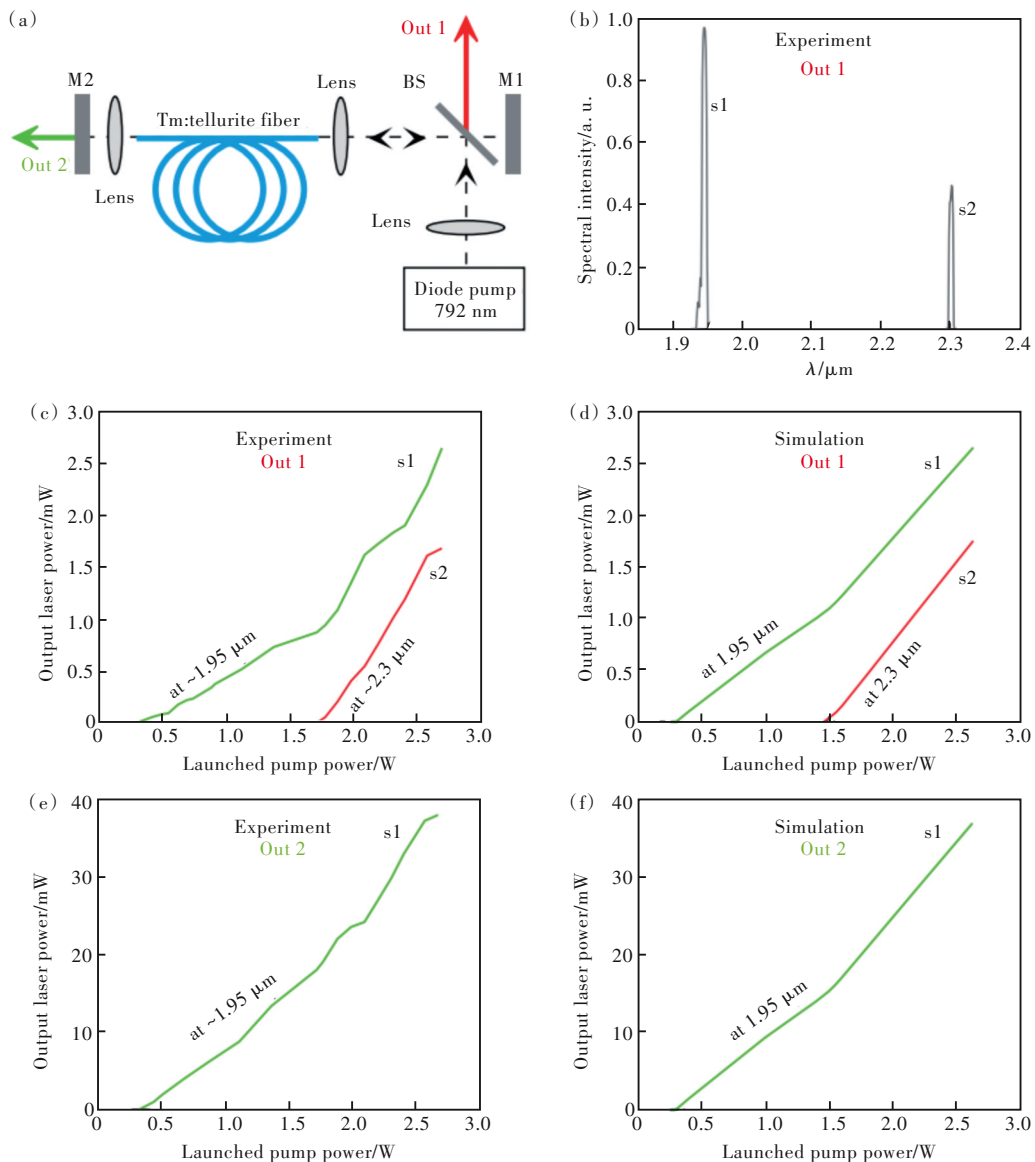 (a)
Out 1
M2
Lens
BS
M1
Tm:tellurite fiber
Out 2
Lens
Lens
Diode pump
792 nm
(b)
Experiment
Out 1
s1
s2
Spectral intensity/a. u.
1.0
0.8
0.6
0.4
0.2
0
1.9 2.0 2.1 2.2 2.3 2.4
λ/μm
(c)
Experiment
Out 1
s1
s2
at ~1.95 μm
at ~2.3 μm
Output laser power/mW
3.0
2.5
2.0
1.5
1.0
0.5
0
0 0.5 1.0 1.5 2.0 2.5 3.0
Launched pump power/W
(d)
Simulation
Out 1
s1
s2
at 1.95 μm
at 2.3 μm
Output laser power/mW
3.0
2.5
2.0
1.5
1.0
0.5
0
0 0.5 1.0 1.5 2.0 2.5 3.0
Launched pump power/W
(e)
Experiment
Out 2
s1
at ~1.95 μm
Output laser power/mW
40
30
20
10
0
0 0.5 1.0 1.5 2.0 2.5 3.0
Launched pump power/W
(f)
Simulation
Out 2
s1
at 1.95 μm
Output laser power/mW
40
30
20
10
0
0 0.5 1.0 1.5 2.0 2.5 3.0
Launched pump power/W